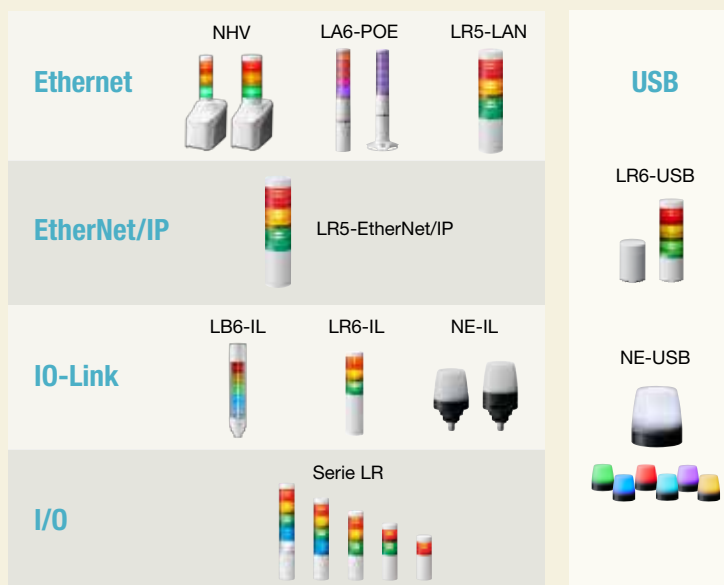 Ethernet
NHV
LA6-POE
LR5-LAN
EtherNet/IP
LR5-EtherNet/IP
IO-Link
LB6-IL
LR6-IL
NE-IL
I/O
Serie LR
USB
LR6-USB
NE-USB